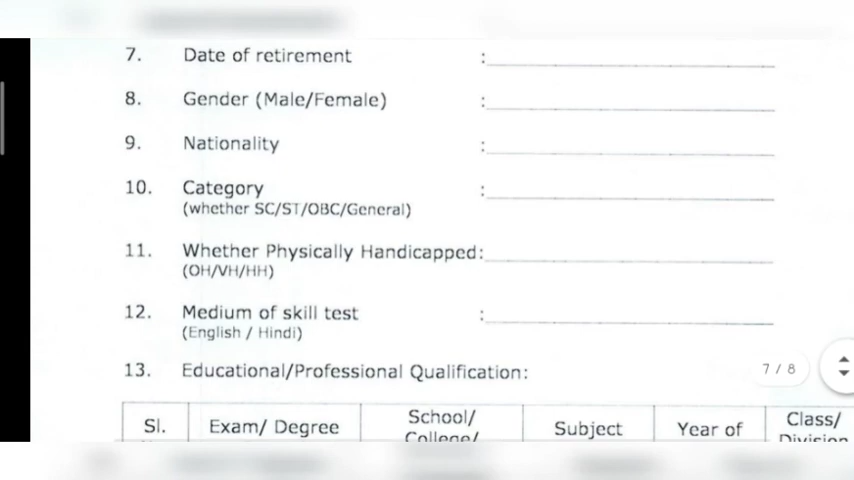 7. Date of retirement :
8. Gender (Male/Female) :
9. Nationality :
10. Category :
(whether SC/ST/OBC/General)
11. Whether Physically Handicapped:
(OH/VH/HH)
12. Medium of skill test :
(English / Hindi)
13. Educational/Professional Qualification:
7 / 8
Sl. Exam/ Degree School/ College/ Subject Year of Class/ Division